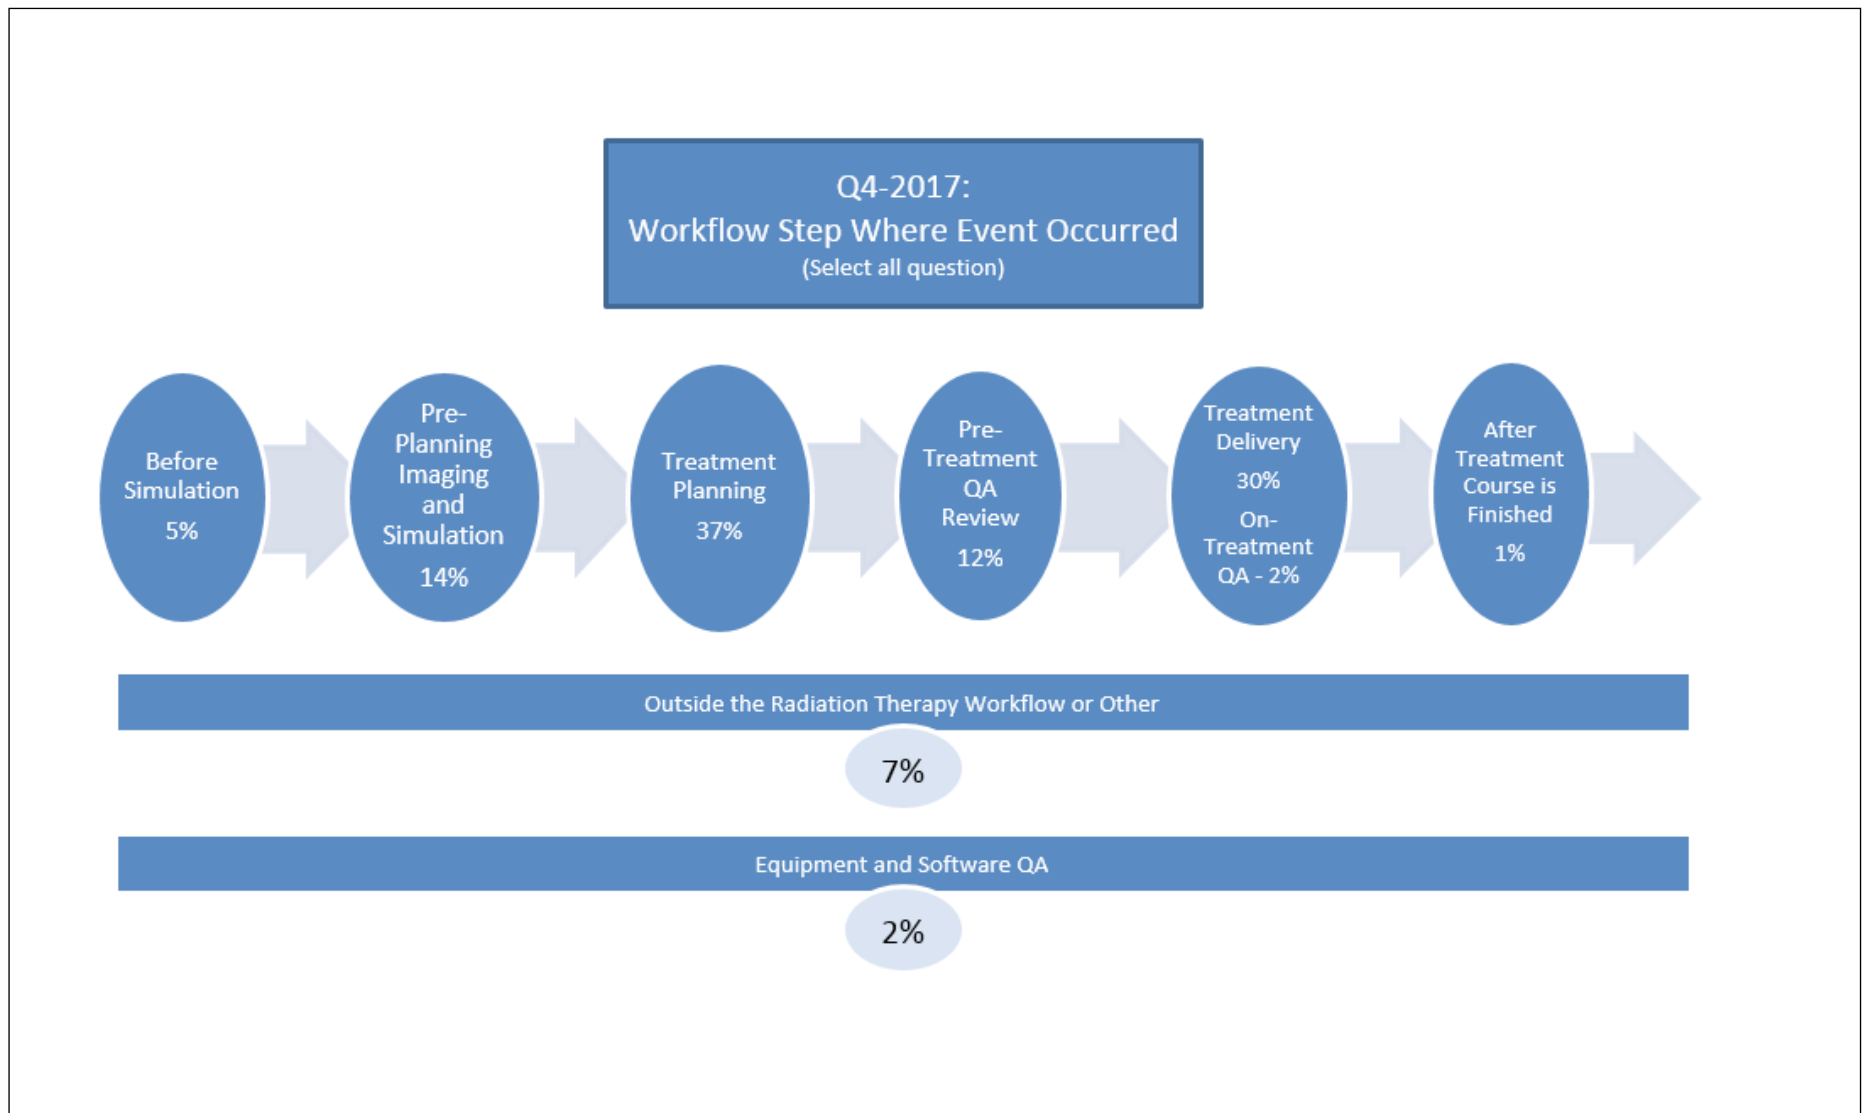 Q4-2017:
Workflow Step Where Event Occurred
(Select all question)
Before
Simulation
5%
Pre-
Planning
Imaging
and
Simulation
14%
Treatment
Planning
37%
Pre-
Treatment
QA
Review
12%
Treatment
Delivery
30%
On-
Treatment
QA - 2%
After
Treatment
Course is
Finished
1%
Outside the Radiation Therapy Workflow or Other
7%
Equipment and Software QA
2%